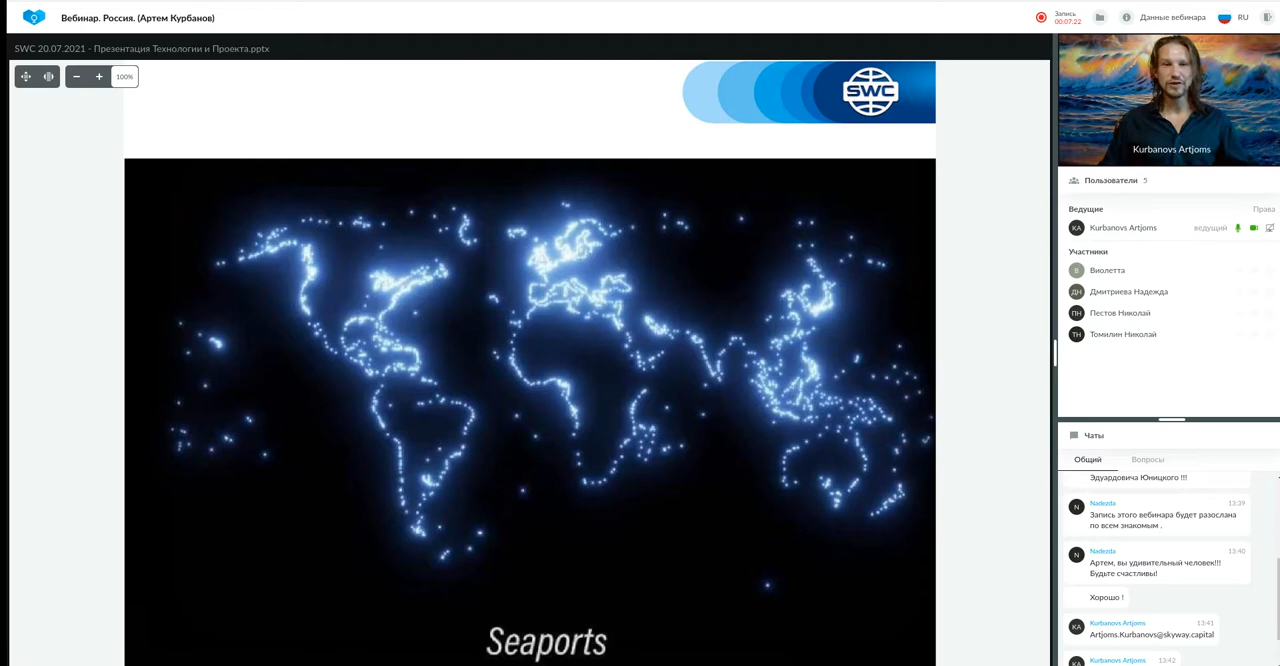 Вебинар. Россия. (Артем Курбанов)
Запись
00:07:22
Данные вебинара
RU
SWC 20.07.2021 - Презентация Технологии и Проекта.pptx
100%
SWC
Seaports
Kurbanovs Artjoms
Пользователи 5
Ведущие
Права
KA
Kurbanovs Artjoms
ведущий
Участники
В
Виолетта
ДН
Дмитриева Надежда
ПН
Пестов Николай
ТН
Томилин Николай
Чаты
Общий
Вопросы
Эдуардовича Юницкого !!!
N
Nadezda
13:39
Запись этого вебинара будет разослана
по всем знакомым .
N
Nadezda
13:40
Артем, вы удивительный человек!!!
Будьте счастливы!
Хорошо !
KA
Kurbanovs Artjoms
13:41
Artjoms.Kurbanovs@skyway.capital
KA
Kurbanovs Artjoms
13:42